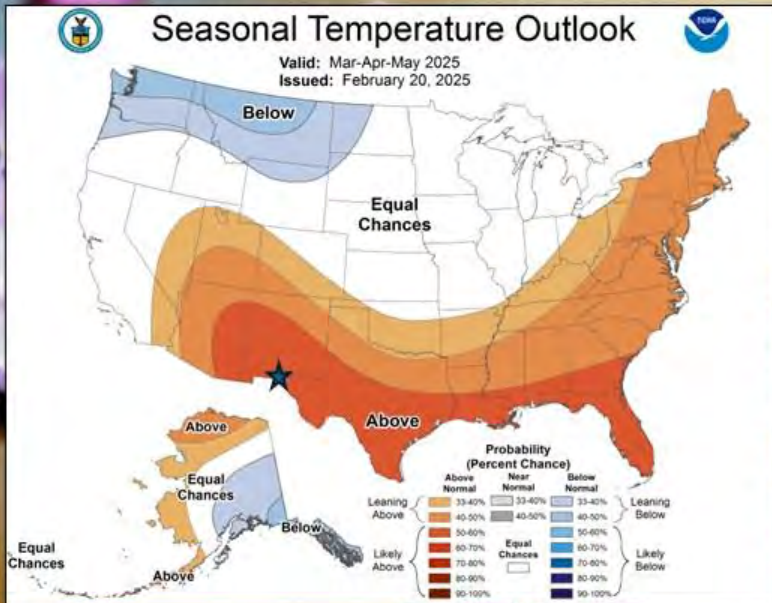 Seasonal Temperature Outlook
NOAA
Valid: Mar-Apr-May 2025
Issued: February 20, 2025
Below
Equal
Chances
Above
Above
Equal
Chances
Below
Equal
Chances
Above
Probability
(Percent Chance)
Above
Normal
Near
Normal
Below
Normal
Leaning
Above
33-40%
33-40%
33-40%
Leaning
Below
40-50%
40-50%
40-50%
Likely
Above
50-60%
Equal
Chances
50-60%
Likely
Below
60-70%
60-70%
70-80%
70-80%
80-90%
80-90%
90-100%
90-100%